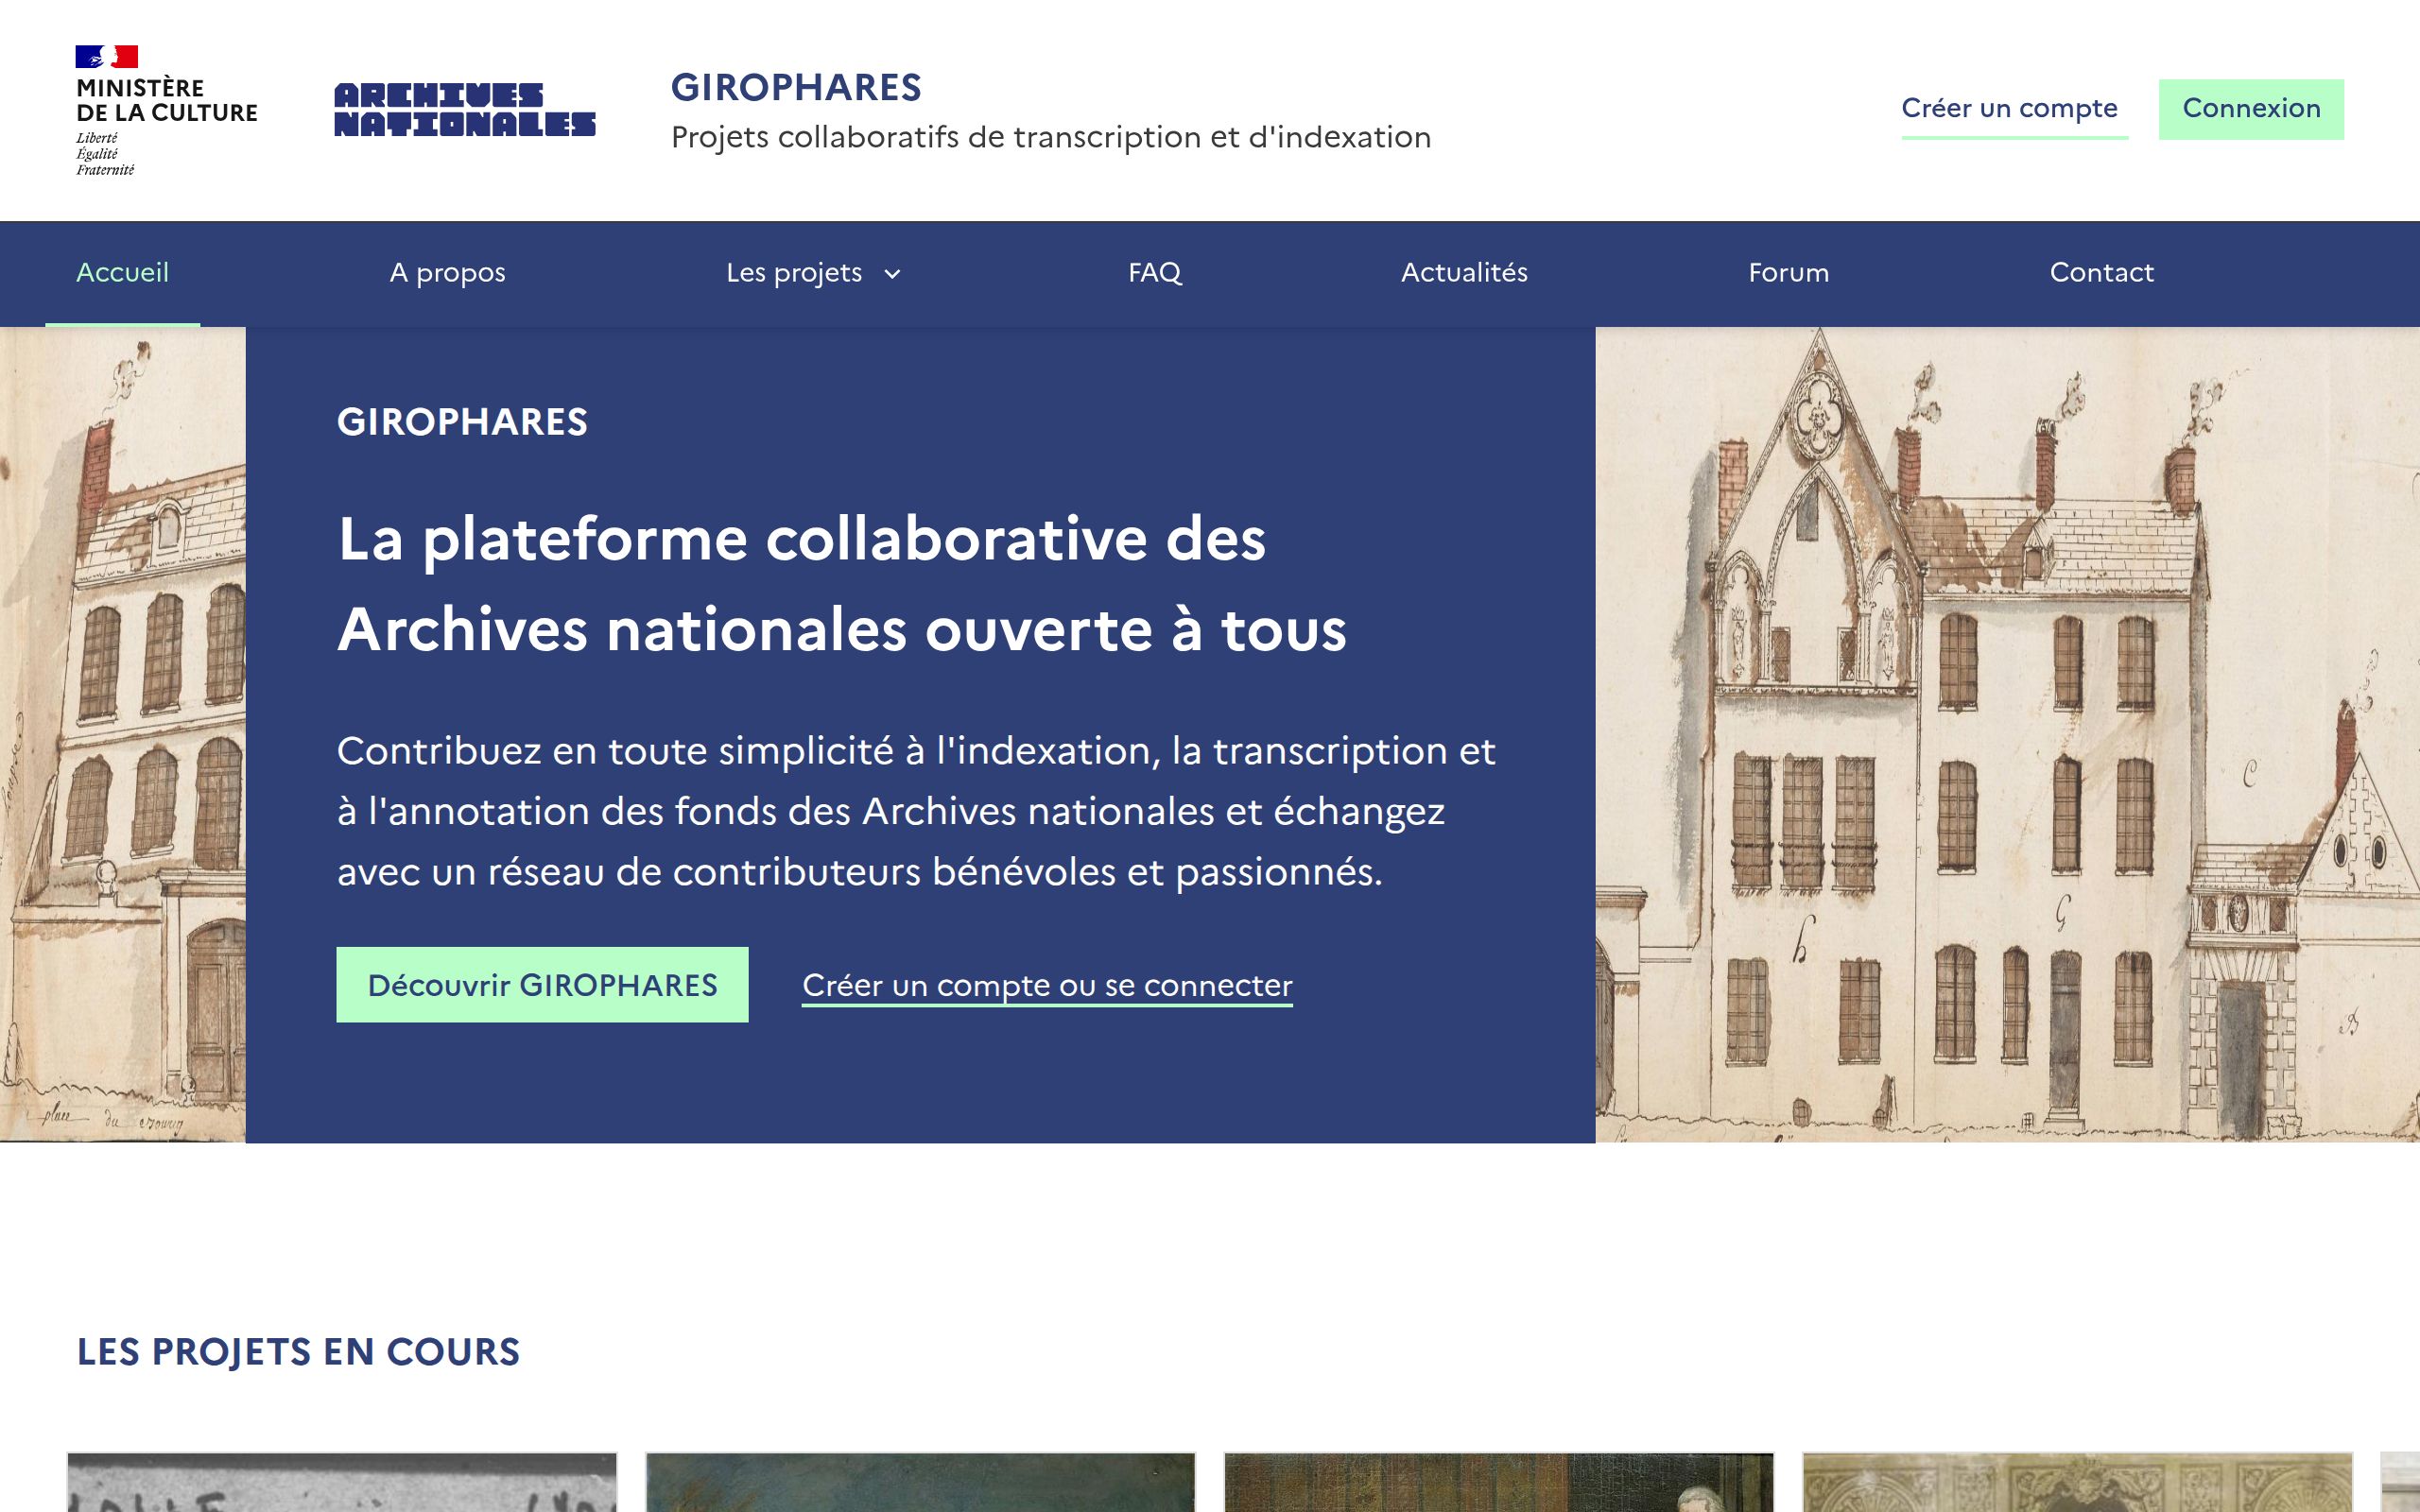 MINISTÈRE
DE LA CULTURE
Liberté
Égalité
Fraternité
ARCHIVES
NATIONALES
GIROPHARES
Projets collaboratifs de transcription et d'indexation
Créer un compte
Connexion
Accueil
A propos
Les projets
FAQ
Actualités
Forum
Contact
GIROPHARES
La plateforme collaborative des
Archives nationales ouverte à tous
Contribuez en toute simplicité à l'indexation, la transcription et
à l'annotation des fonds des Archives nationales et échangez
avec un réseau de contributeurs bénévoles et passionnés.
Découvrir GIROPHARES
Créer un compte ou se connecter
C
G
h
B
place du
LES PROJETS EN COURS